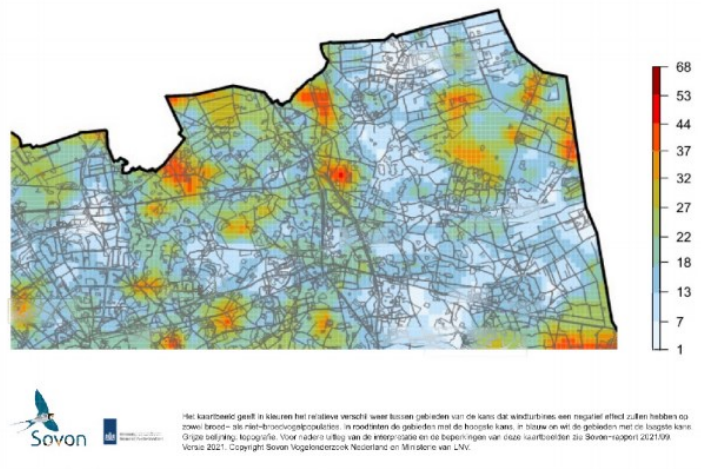 68
53
44
37
32
27
22
18
13
7
1
Sovon
Het kaartbeeld geeft in kleuren het relatieve verschil weer tussen gebieden van de kans dat windturbines een negatief effect zullen hebben op
zowel broed- als niet-broedvogelpopulaties. In roodtinten de gebieden met de hoogste kans, in blauw en wit de gebieden met de laagste kans.
Grijze belijning: topografie. Voor nadere uitleg van de interpretatie en de beperkingen van deze kaartbeelden zie Sovon-rapport 2021/09.
Versie 2021. Copyright Sovon Vogelonderzoek Nederland en Ministerie van LNV.